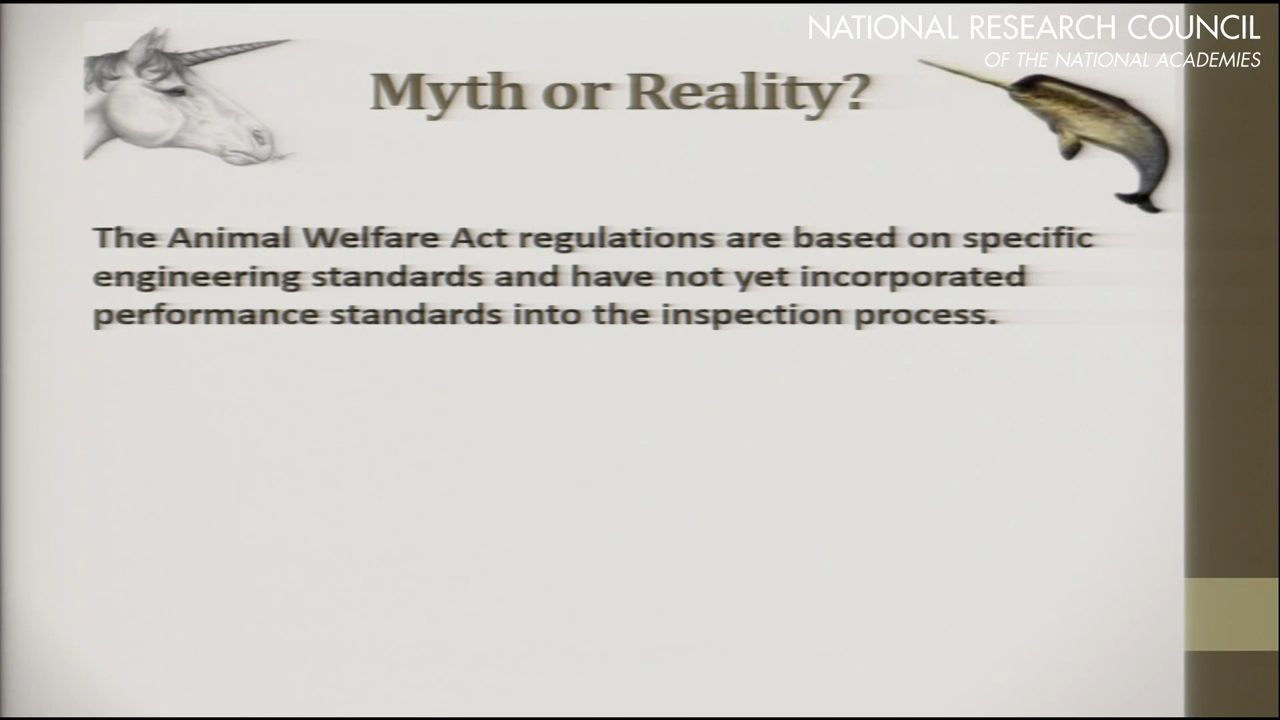 NATIONAL RESEARCH COUNCIL
OF THE NATIONAL ACADEMIES
Myth or Reality?
The Animal Welfare Act regulations are based on specific
engineering standards and have not yet incorporated
performance standards into the inspection process.